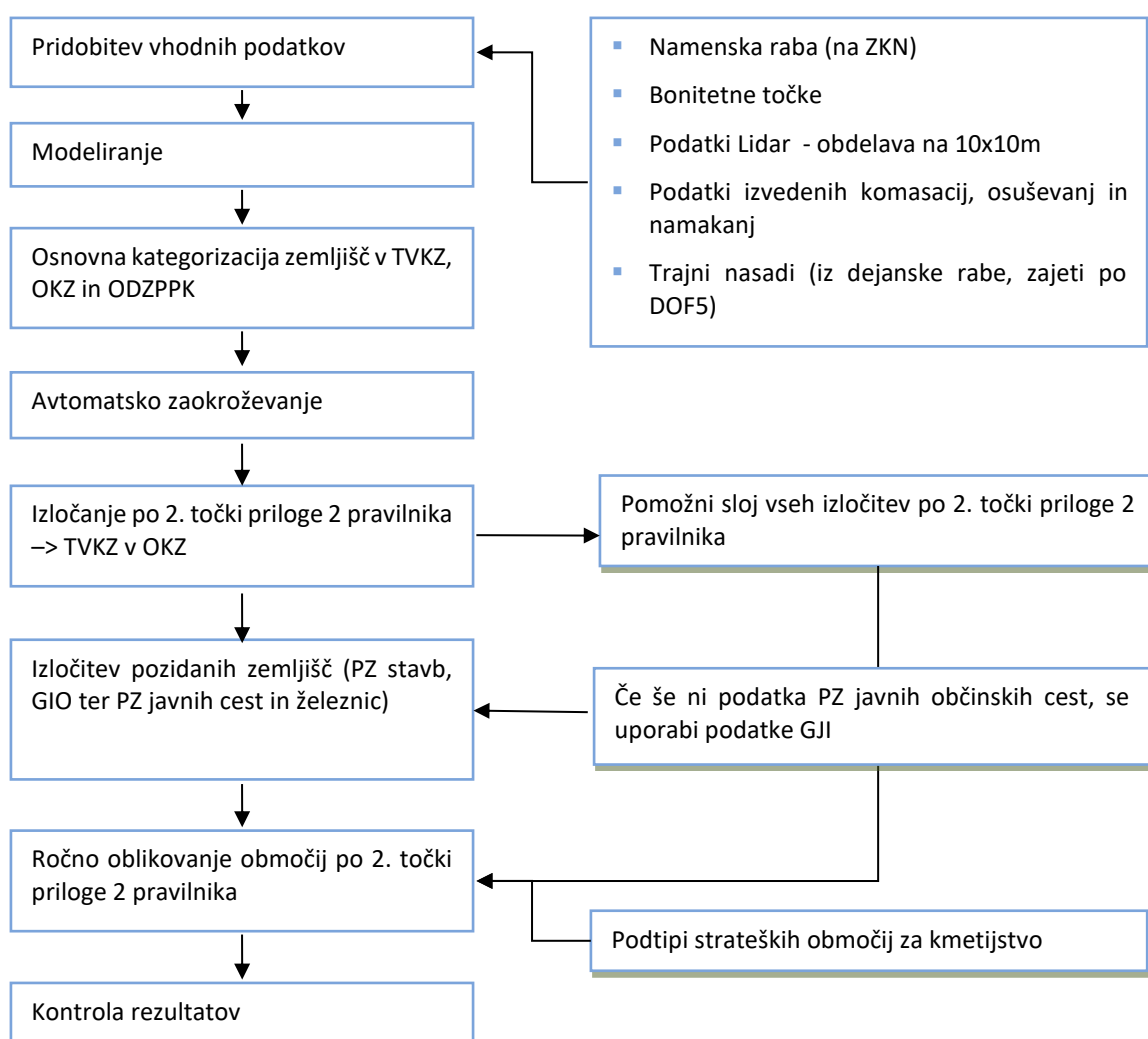 Pridobitev vhodnih podatkov
▪ Namenska raba (na ZKN)
▪ Bonitetne točke
▪ Podatki Lidar - obdelava na 10x10m
▪ Podatki izvedenih komasacij, osuševanj in
namakanj
▪ Trajni nasadi (iz dejanske rabe, zajeti po
DOF5)
Modeliranje
Osnovna kategorizacija zemljišč v TVKZ,
OKZ in ODZPPK
Avtomatsko zaokroževanje
Izločanje po 2. točki priloge 2 pravilnika
–> TVKZ v OKZ
Pomožni sloj vseh izločitev po 2. točki priloge 2
pravilnika
Izločitev pozidanih zemljišč (PZ stavb,
GIO ter PZ javnih cest in železnic)
Če še ni podatka PZ javnih občinskih cest, se
uporabi podatke GJI
Ročno oblikovanje območij po 2. točki
priloge 2 pravilnika
Podtipi strateških območij za kmetijstvo
Kontrola rezultatov